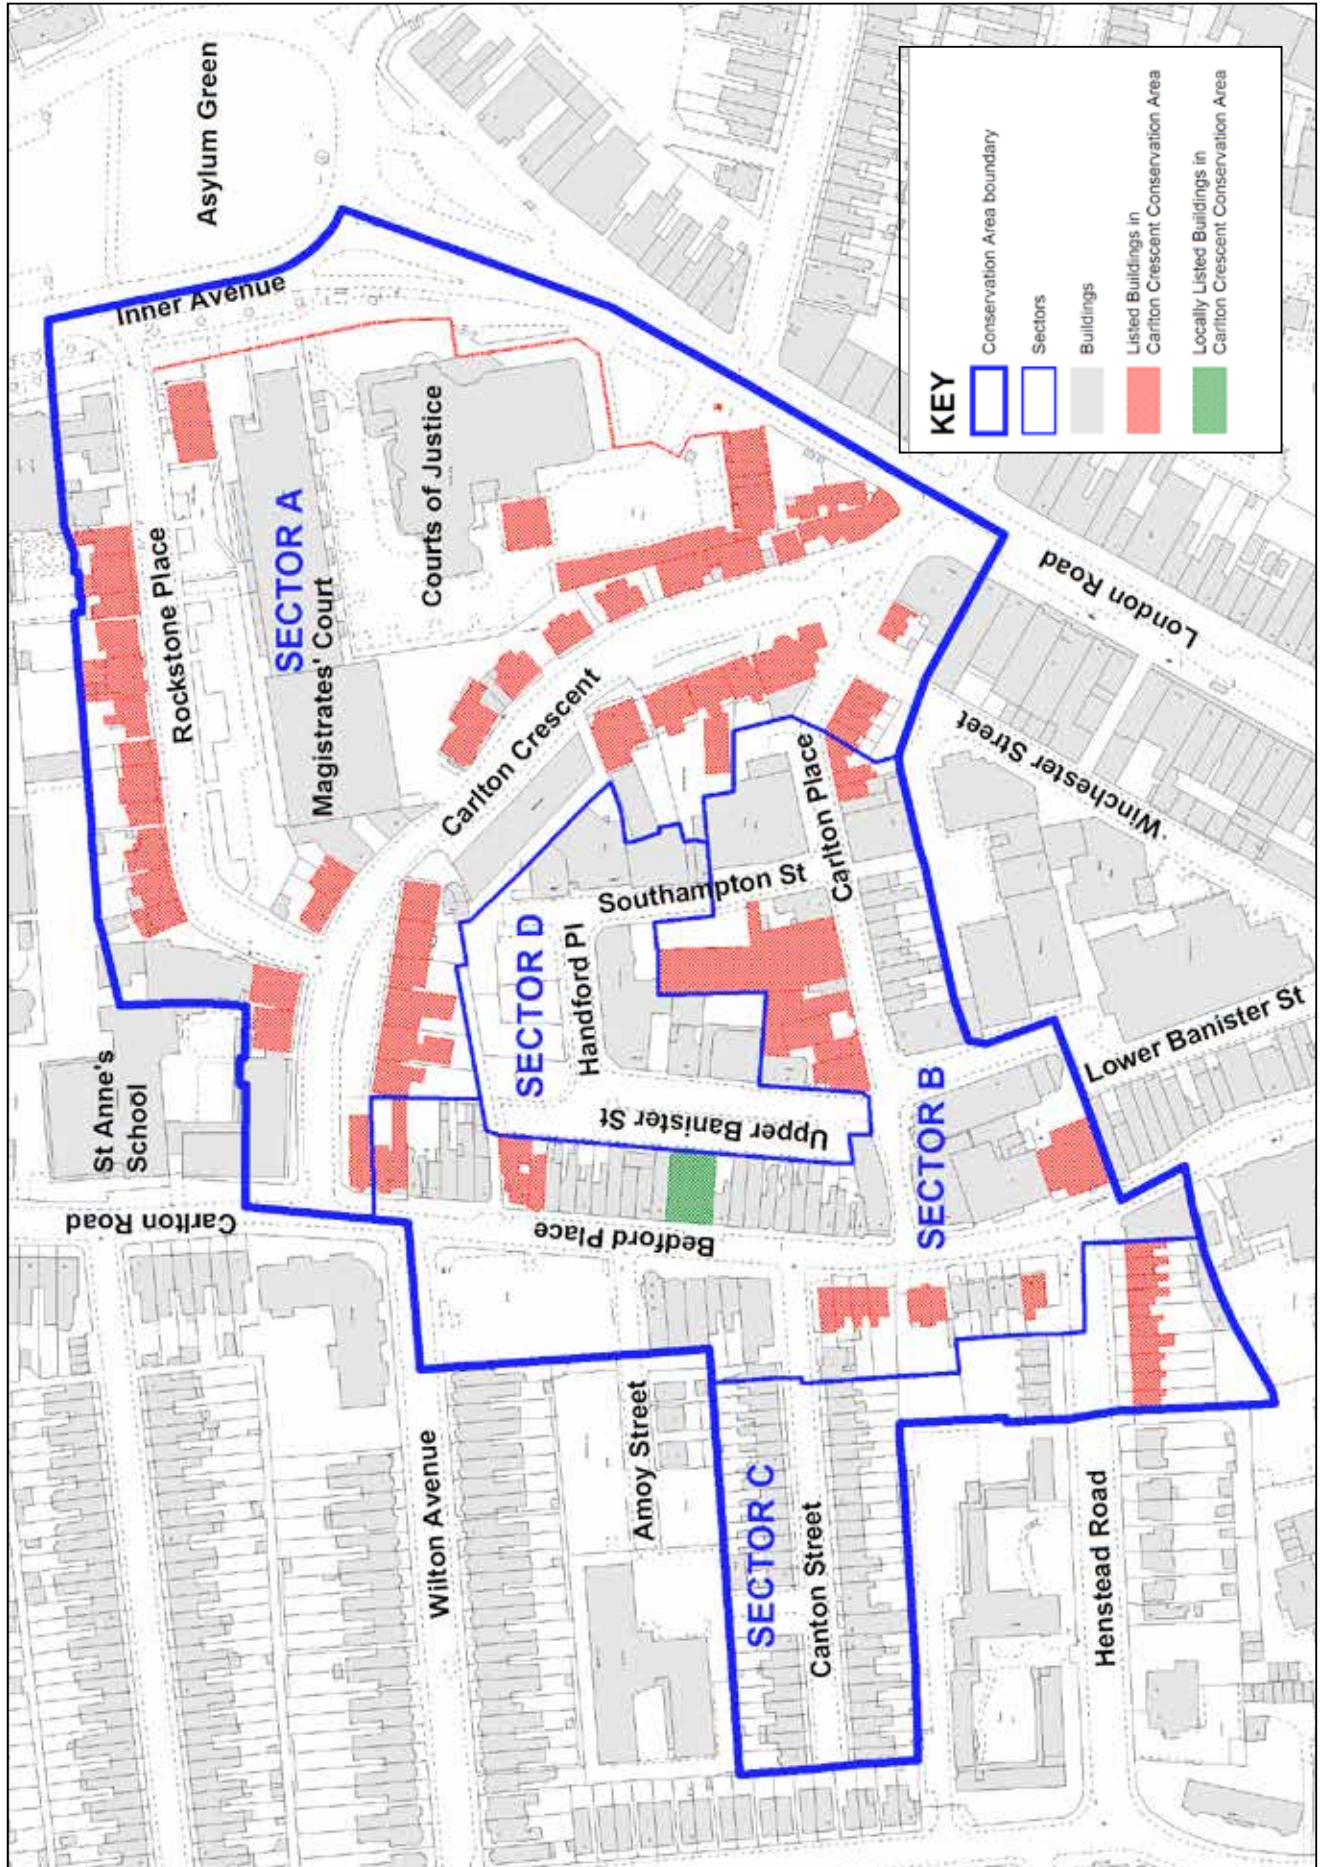 Asylum Green
Inner Avenue
Rockstone Place
SECTOR A
Magistrates' Court
Courts of Justice
Carlton Crescent
London Road
Winchester Street
Carlton Place
Southampton St
SECTOR D
Handford Pl
Upper Banister St
Lower Banister St
SECTOR B
St Anne's
School
Carlton Road
Bedford Place
Wilton Avenue
Amoy Street
SECTOR C
Canton Street
Henstead Road
KEY
Conservation Area boundary
Sectors
Buildings
Listed Buildings in
Carlton Crescent Conservation Area
Locally Listed Buildings in
Carlton Crescent Conservation Area